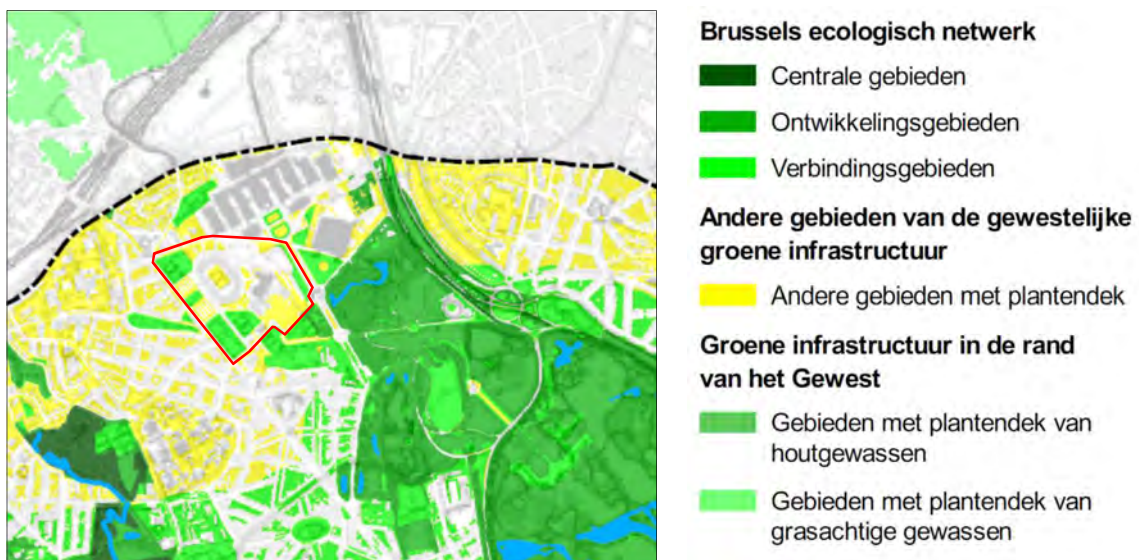 Brussels ecologisch netwerk
Centrale gebieden
Ontwikkelingsgebieden
Verbindingsgebieden
Andere gebieden van de gewestelijke
groene infrastructuur
Andere gebieden met plantendek
Groene infrastructuur in de rand
van het Gewest
Gebieden met plantendek van
houtgewassen
Gebieden met plantendek van
grasachtige gewassen